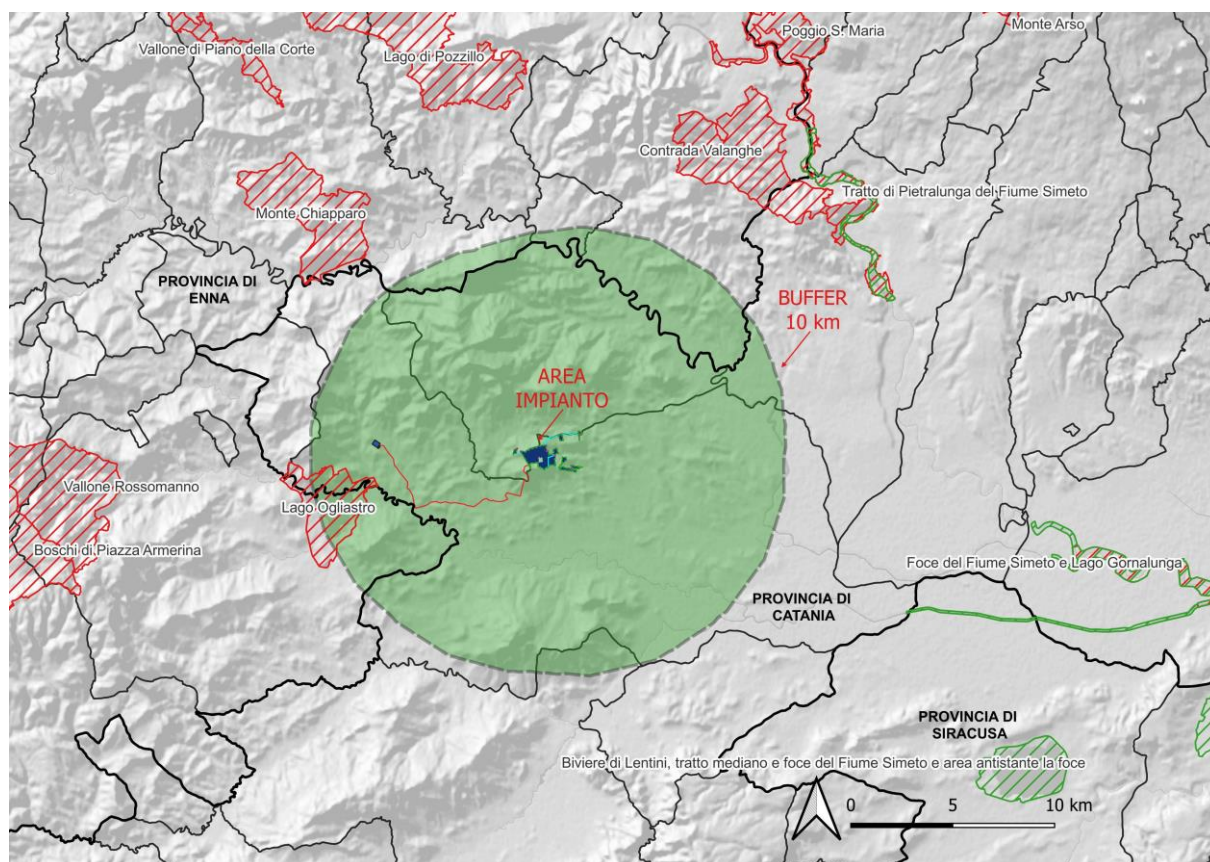 Monte Arso
Poggio S. Maria
Vallone di Piano della Corte
Lago di Pozzillo
Contrada Valanghe
Tratto di Pietralunga del Fiume Simeto
Monte Chiapparo
PROVINCIA DI
ENNA
BUFFER
10 km
AREA
IMPIANTO
Vallone Rossomanno
Lago Ogliastro
Boschi di Piazza Armerina
Foce del Fiume Simeto e Lago Gornalunga
PROVINCIA DI
CATANIA
PROVINCIA DI
SIRACUSA
Biviere di Lentini, tratto mediano e foce del Fiume Simeto e area antistante la foce
0 5 10 km